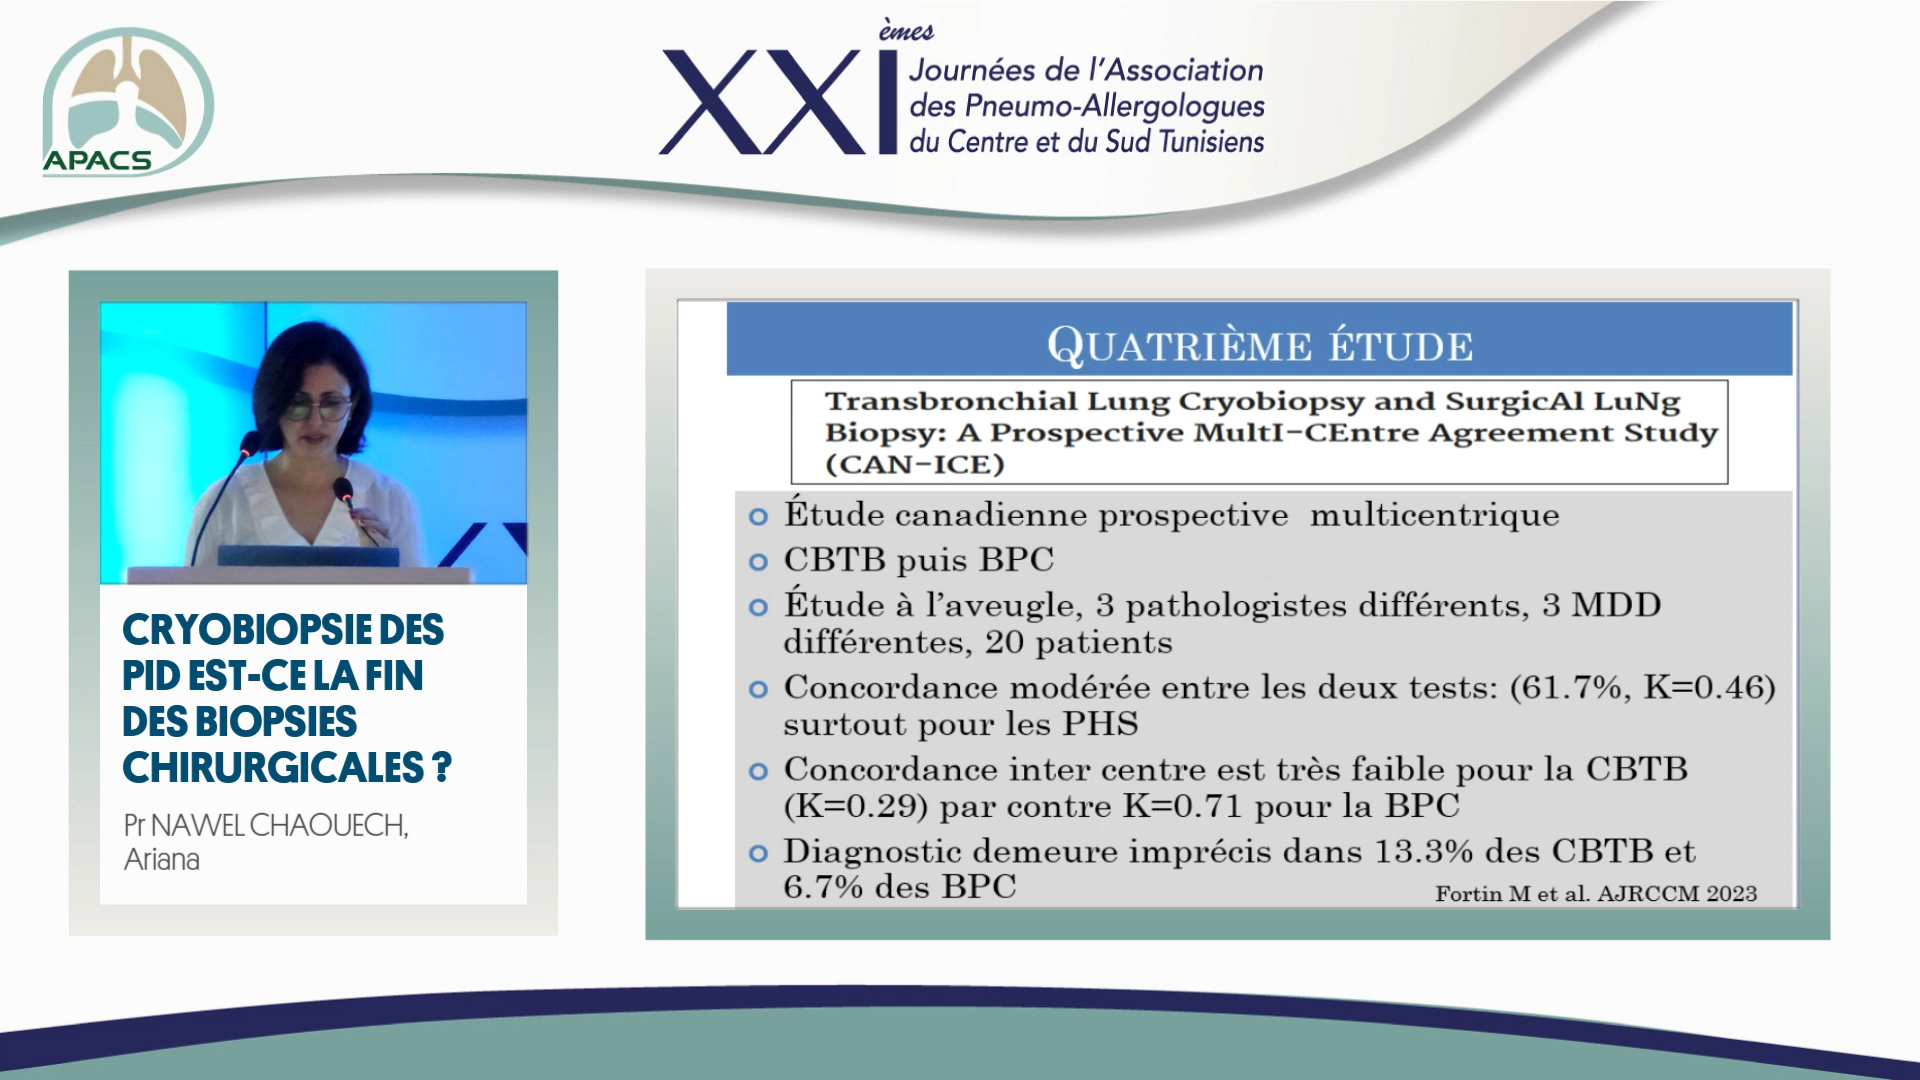 APACS
XXIèmes
Journées de l'Association
des Pneumo-Allergologues
du Centre et du Sud Tunisiens
CRYOBIOPSIE DES
PID EST-CE LA FIN
DES BIOPSIES
CHIRURGICALES ?
Pr NAWEL CHAOUECH,
Ariana
QUATRIÈME ÉTUDE
Transbronchial Lung Cryobiopsy and SurgicAl LuNg
Biopsy: A Prospective MultI-CEntre Agreement Study
(CAN-ICE)
Étude canadienne prospective multicentrique
CBTB puis BPC
Étude à l'aveugle, 3 pathologistes différents, 3 MDD
différentes, 20 patients
Concordance modérée entre les deux tests: (61.7%, K=0.46)
surtout pour les PHS
Concordance inter centre est très faible pour la CBTB
(K=0.29) par contre K=0.71 pour la BPC
Diagnostic demeure imprécis dans 13.3% des CBTB et
6.7% des BPC
Fortin M et al. AJRCCM 2023